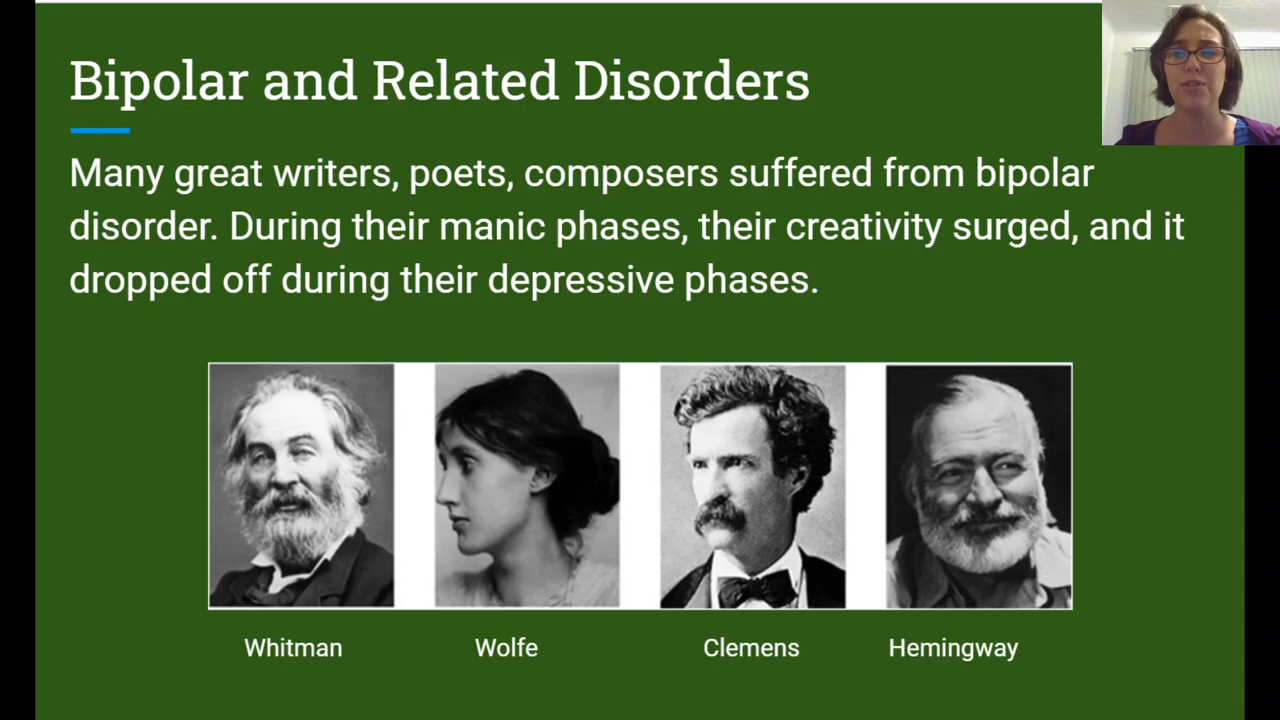 Bipolar and Related Disorders
Many great writers, poets, composers suffered from bipolar
disorder. During their manic phases, their creativity surged, and it
dropped off during their depressive phases.
Whitman Wolfe Clemens Hemingway